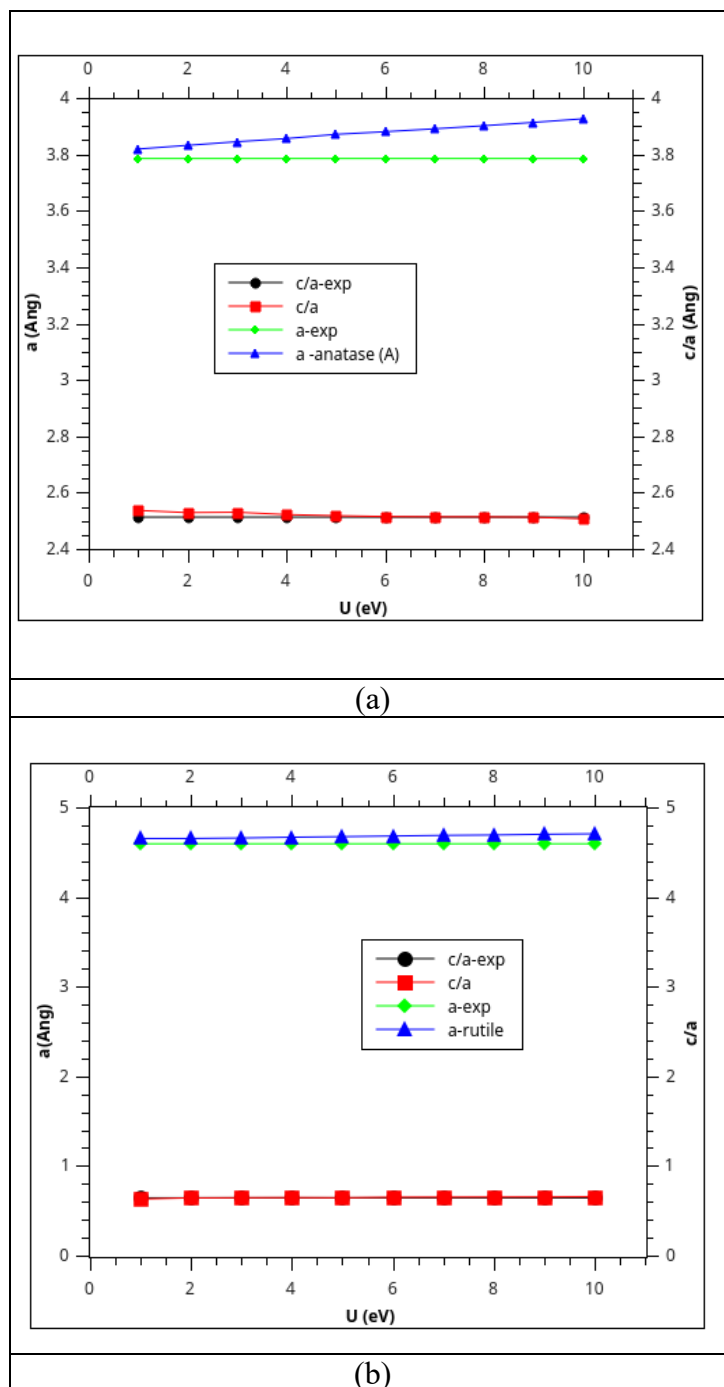 0 2 4 6 8 10
4 4
3.8 3.8
3.6 3.6
3.4 3.4
3.2 3.2
3 3
2.8 2.8
2.6 2.6
2.4 2.4
a (Ang)
c/a (Ang)
c/a-exp
c/a
a-exp
a -anatase (A)
0 2 4 6 8 10
U (eV)
(a)
0 2 4 6 8 10
5 5
4 4
3 3
2 2
1 1
0 0
a(Ang)
c/a
c/a-exp
c/a
a-exp
a-rutile
0 2 4 6 8 10
U (eV)
(b)